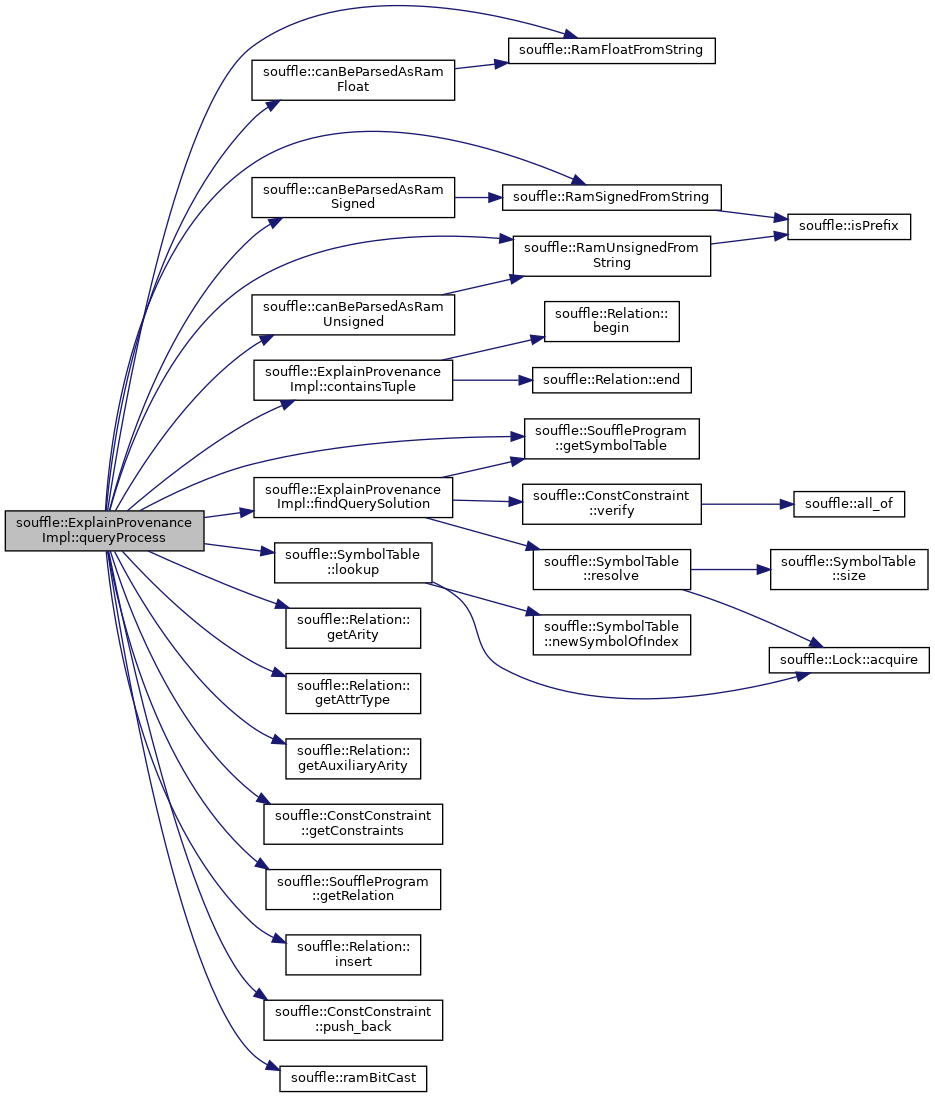 souffle::RamFloatFromString
souffle::canBeParsedAsRam
Float
souffle::canBeParsedAsRam
Signed
souffle::RamSignedFromString
souffle::isPrefix
souffle::RamUnsignedFrom
String
souffle::canBeParsedAsRam
Unsigned
souffle::Relation::
begin
souffle::ExplainProvenance
Impl::containsTuple
souffle::Relation::end
souffle::SouffleProgram
::getSymbolTable
souffle::ExplainProvenance
Impl::findQuerySolution
souffle::ConstConstraint
::verify
souffle::all_of
souffle::ExplainProvenance
Impl::queryProcess
souffle::SymbolTable
::lookup
souffle::SymbolTable
::resolve
souffle::SymbolTable
::size
souffle::Relation::
getArity
souffle::SymbolTable
::newSymbolOfIndex
souffle::Lock::acquire
souffle::Relation::
getAttrType
souffle::Relation::
getAuxiliaryArity
souffle::ConstConstraint
::getConstraints
souffle::SouffleProgram
::getRelation
souffle::Relation::
insert
souffle::ConstConstraint
::push_back
souffle::ramBitCast